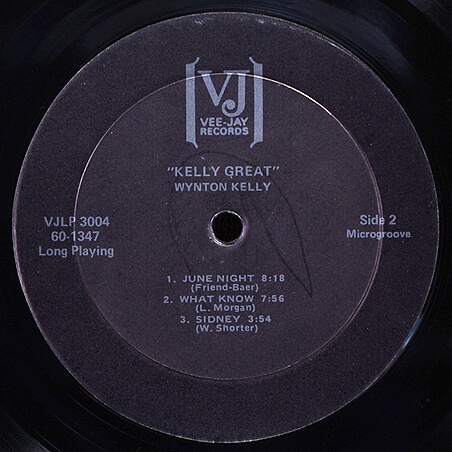 VJ
VEE-JAY
RECORDS
"KELLY GREAT"
WYNTON KELLY
VJLP 3004
60-1347
Long Playing
Side 2
Microgroove
1. JUNE NIGHT 8:18
(Friend-Baer)
2. WHAT KNOW 7:56
(L. Morgan)
3. SIDNEY 3:54
(W. Shorter)